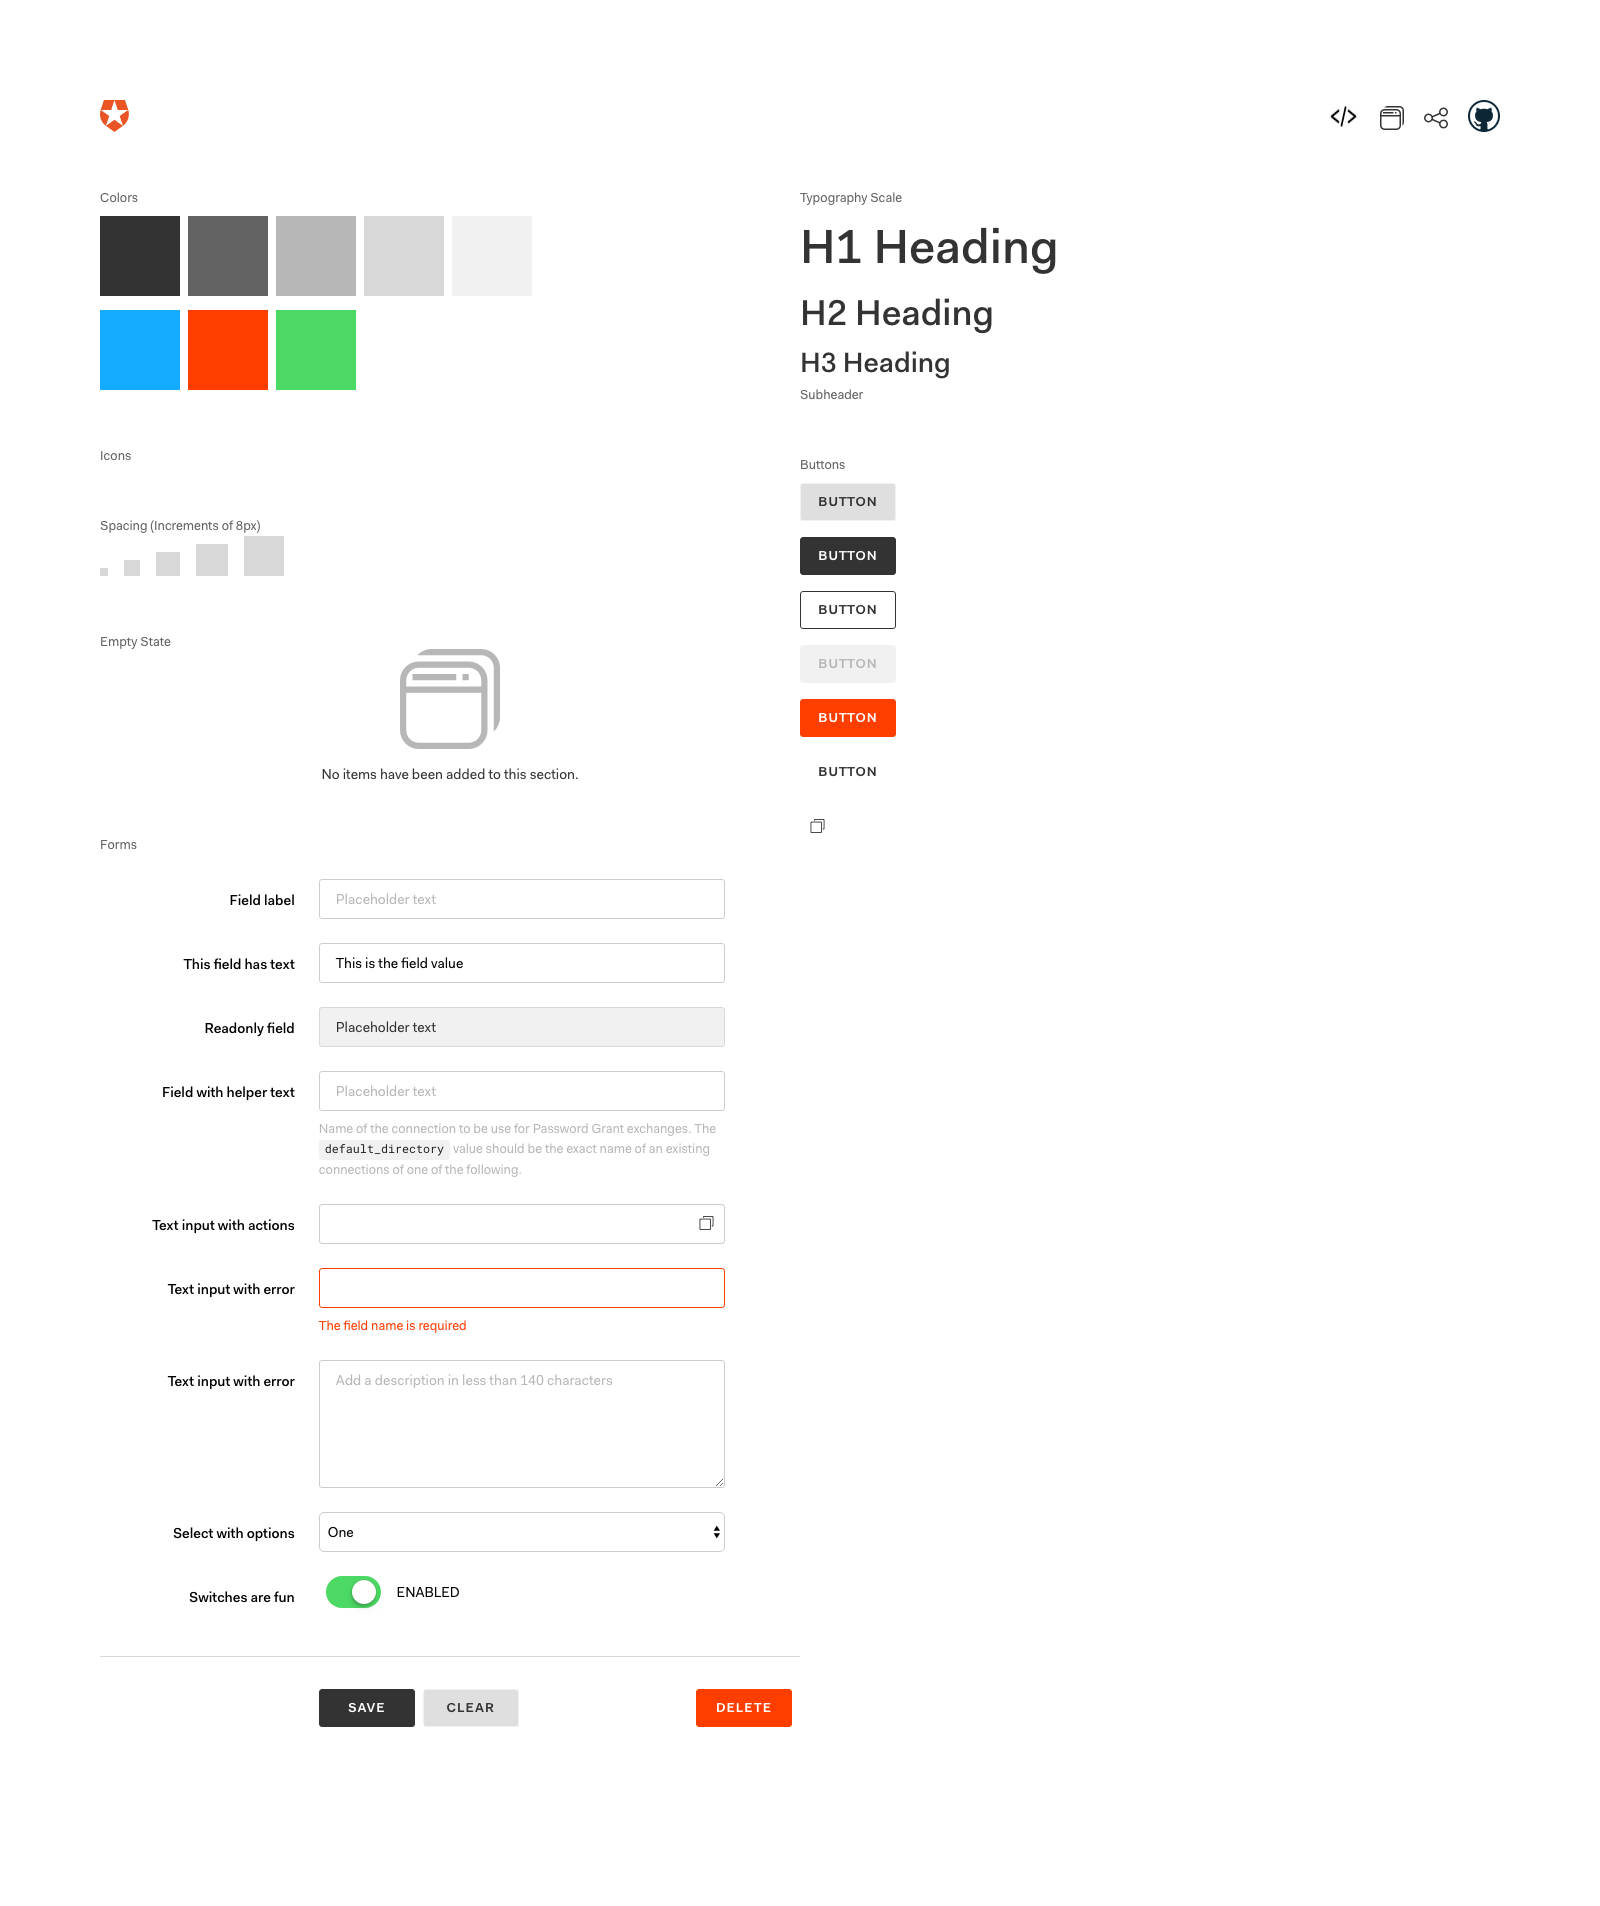 Colors
Typography Scale
H1 Heading
H2 Heading
H3 Heading
Subheader
Icons
Buttons
BUTTON
Spacing (Increments of 8px)
BUTTON
BUTTON
Empty State
BUTTON
BUTTON
No items have been added to this section.
BUTTON
Forms
Field label
Placeholder text
This field has text
This is the field value
Readonly field
Placeholder text
Field with helper text
Placeholder text
Name of the connection to be use for Password Grant exchanges. The
default_directory value should be the exact name of an existing
connections of one of the following.
Text input with actions
Text input with error
The field name is required
Text input with error
Add a description in less than 140 characters
Select with options
One
Switches are fun
ENABLED
SAVE
CLEAR
DELETE